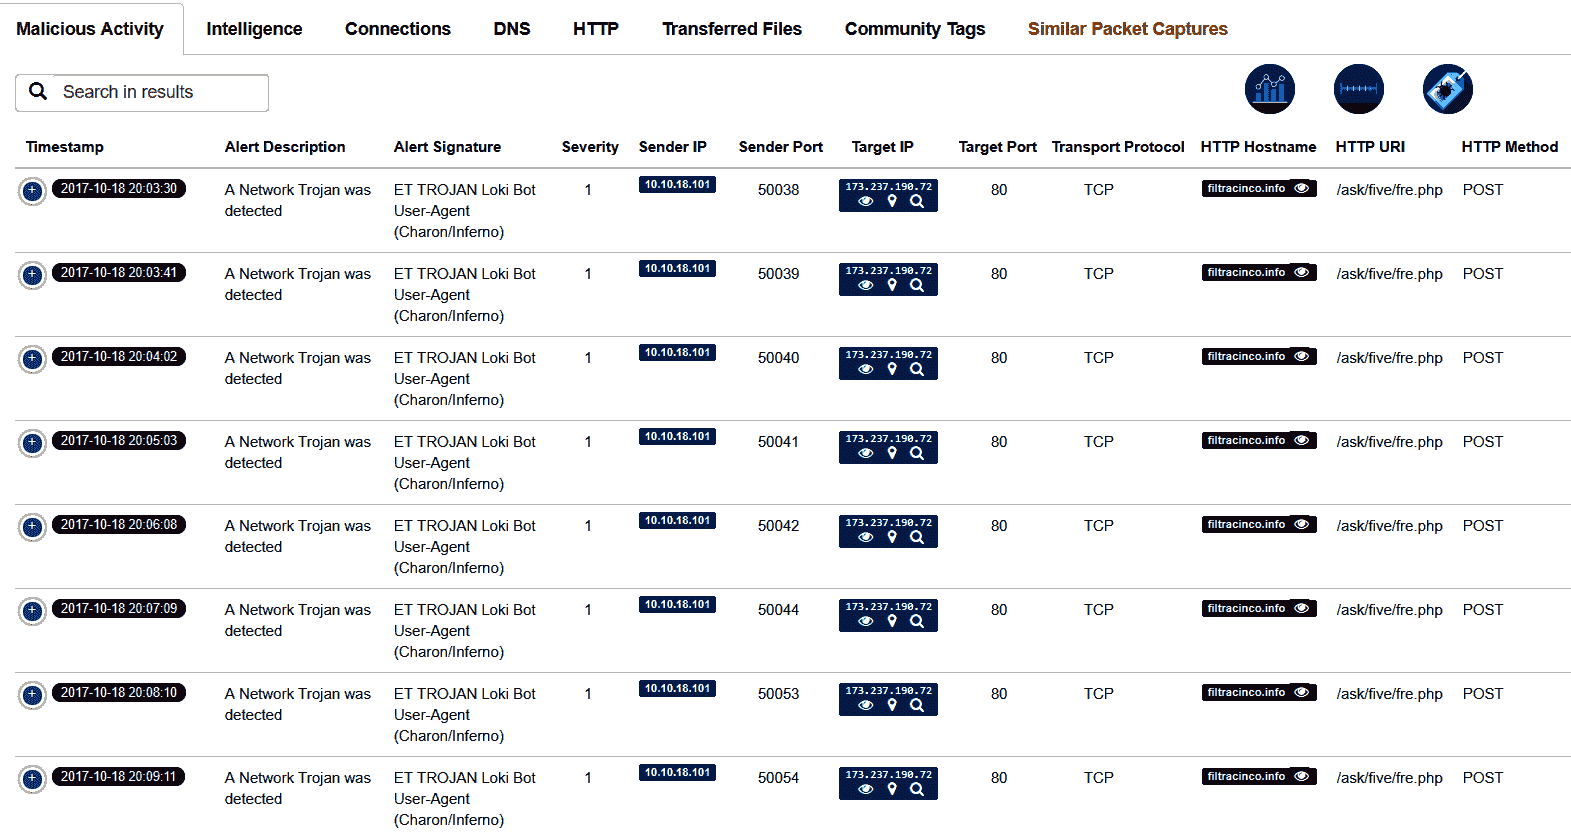 Malicious Activity Intelligence Connections DNS HTTP Transferred Files Community Tags Similar Packet Captures
Search in results
Timestamp Alert Description Alert Signature Severity Sender IP Sender Port Target IP Target Port Transport Protocol HTTP Hostname HTTP URI HTTP Method
2017-10-18 20:03:30 A Network Trojan was ET TROJAN Loki Bot 1 10.10.18.101 50038 173.237.190.72 80 TCP filtracinco.info /ask/five/fre.php POST
detected User-Agent
(Charon/Inferno)
2017-10-18 20:03:41 A Network Trojan was ET TROJAN Loki Bot 1 10.10.18.101 50039 173.237.190.72 80 TCP filtracinco.info /ask/five/fre.php POST
detected User-Agent
(Charon/Inferno)
2017-10-18 20:04:02 A Network Trojan was ET TROJAN Loki Bot 1 10.10.18.101 50040 173.237.190.72 80 TCP filtracinco.info /ask/five/fre.php POST
detected User-Agent
(Charon/Inferno)
2017-10-18 20:05:03 A Network Trojan was ET TROJAN Loki Bot 1 10.10.18.101 50041 173.237.190.72 80 TCP filtracinco.info /ask/five/fre.php POST
detected User-Agent
(Charon/Inferno)
2017-10-18 20:06:08 A Network Trojan was ET TROJAN Loki Bot 1 10.10.18.101 50042 173.237.190.72 80 TCP filtracinco.info /ask/five/fre.php POST
detected User-Agent
(Charon/Inferno)
2017-10-18 20:07:09 A Network Trojan was ET TROJAN Loki Bot 1 10.10.18.101 50044 173.237.190.72 80 TCP filtracinco.info /ask/five/fre.php POST
detected User-Agent
(Charon/Inferno)
2017-10-18 20:08:10 A Network Trojan was ET TROJAN Loki Bot 1 10.10.18.101 50053 173.237.190.72 80 TCP filtracinco.info /ask/five/fre.php POST
detected User-Agent
(Charon/Inferno)
2017-10-18 20:09:11 A Network Trojan was ET TROJAN Loki Bot 1 10.10.18.101 50054 173.237.190.72 80 TCP filtracinco.info /ask/five/fre.php POST
detected User-Agent
(Charon/Inferno)